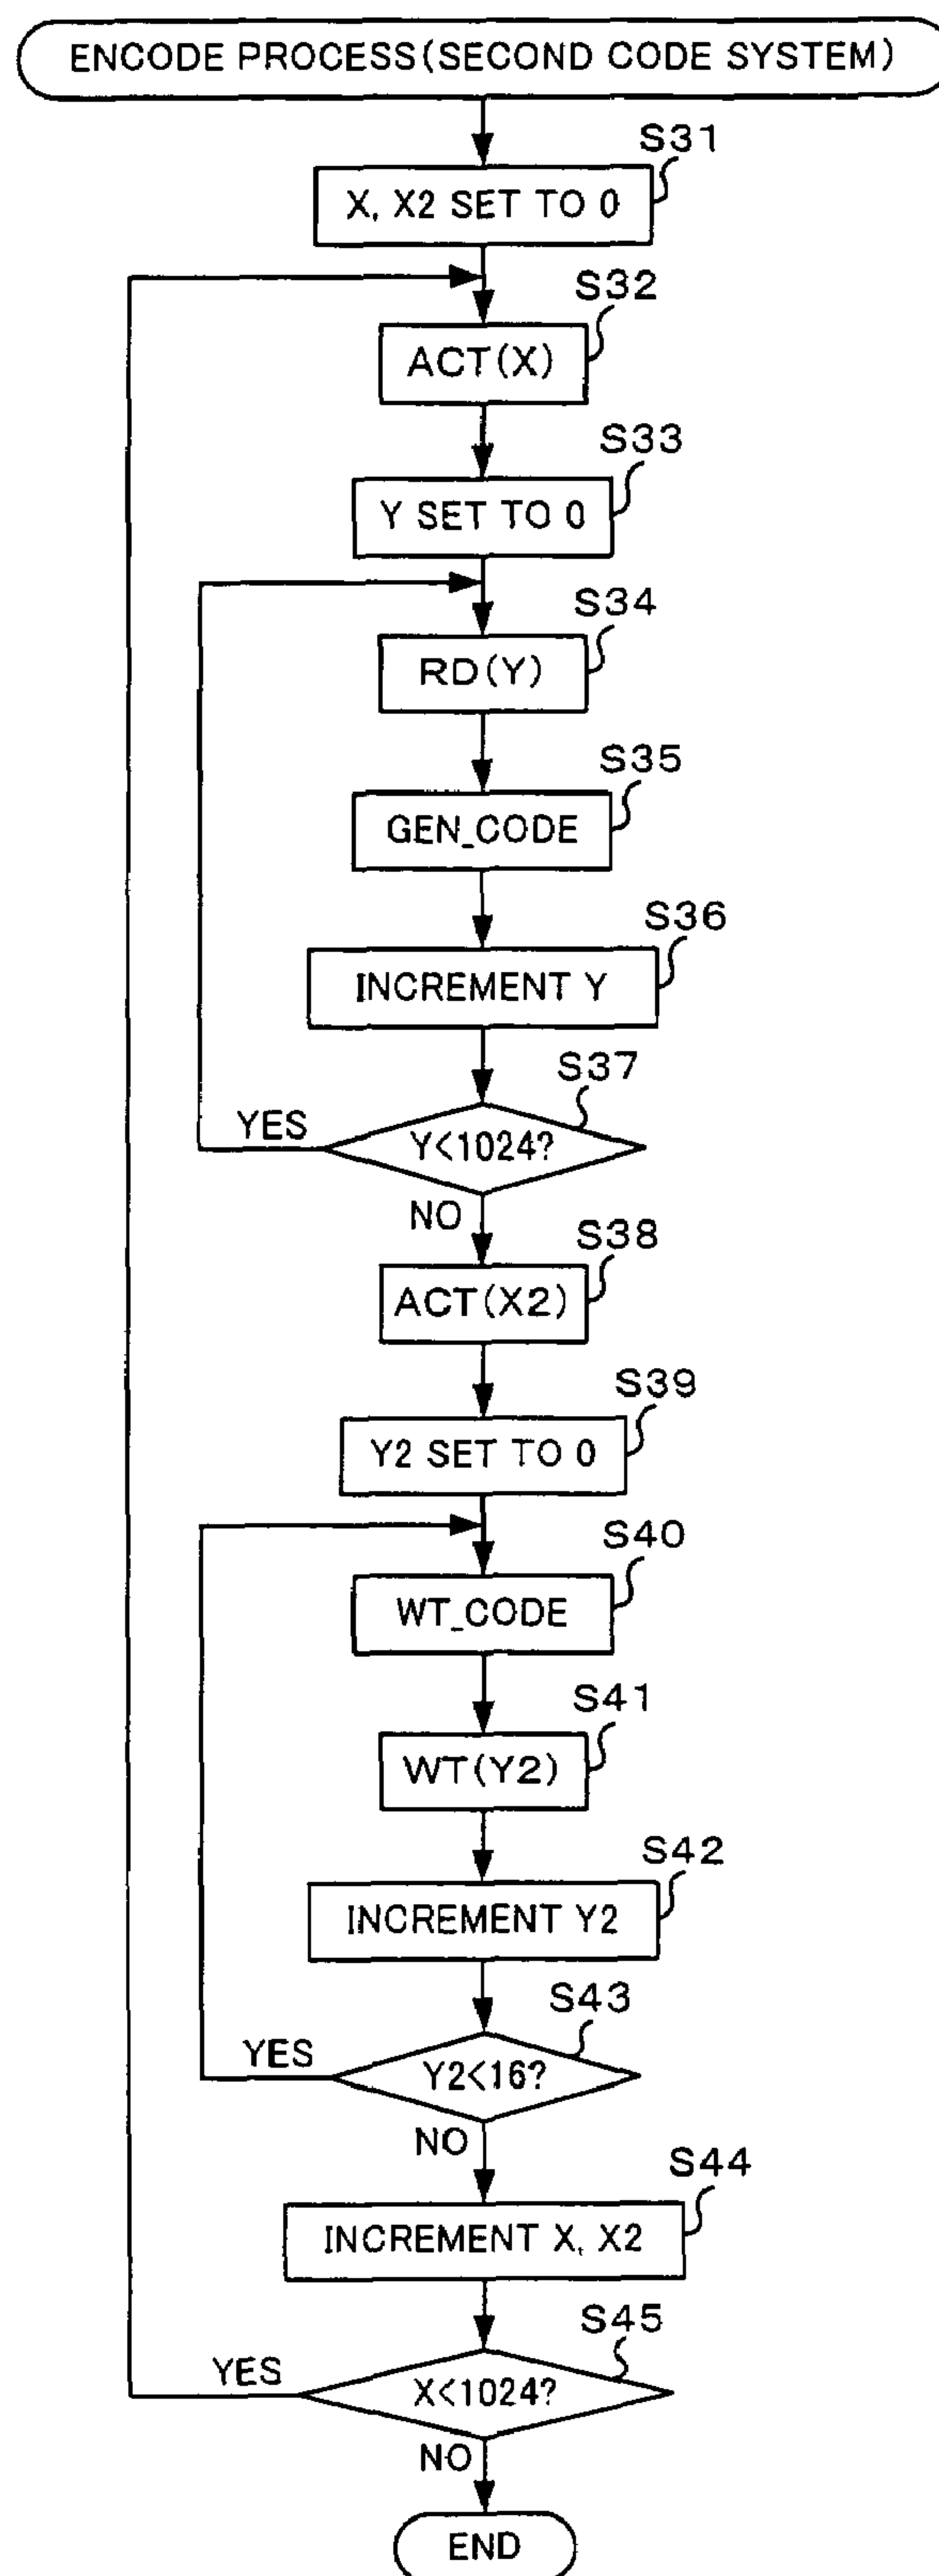 ENCODE PROCESS(SECOND CODE SYSTEM)
S31
X, X2 SET TO 0
S32
ACT(X)
S33
Y SET TO 0
S34
RD(Y)
S35
GEN_CODE
S36
INCREMENT Y
S37
YES
Y<1024?
NO
S38
ACT(X2)
S39
Y2 SET TO 0
S40
WT_CODE
S41
WT(Y2)
S42
INCREMENT Y2
S43
YES
Y2<16?
NO
S44
INCREMENT X, X2
S45
YES
X<1024?
NO
END